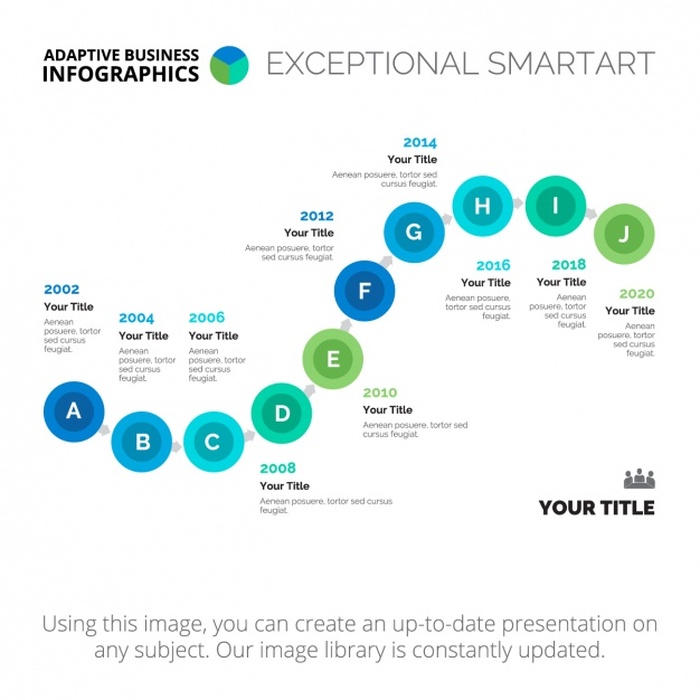 ADAPTIVE BUSINESS
INFOGRAPHICS
EXCEPTIONAL SMARTART
2002
Your Title
Aenean
posuere, tortor
sed cursus
feugiat.
A
2004
Your Title
Aenean
posuere, tortor
sed cursus
feugiat.
B
2006
Your Title
Aenean
posuere, tortor
sed cursus
feugiat.
C
D
2008
Your Title
Aenean posuere, tortor sed cursus
feugiat.
E
2010
Your Title
Aenean posuere, tortor sed
cursus feugiat.
2012
Your Title
Aenean posuere, tortor
sed cursus feugiat.
F
2014
Your Title
Aenean posuere, tortor sed
cursus feugiat.
G
H
2016
Your Title
Aenean
posuere, tortor
sed cursus
feugiat.
I
2018
Your Title
Aenean
posuere, tortor
sed cursus
feugiat.
J
2020
Your Title
Aenean
posuere, tortor
sed cursus
feugiat.
YOUR TITLE
Using this image, you can create an up-to-date presentation on
any subject. Our image library is constantly updated.